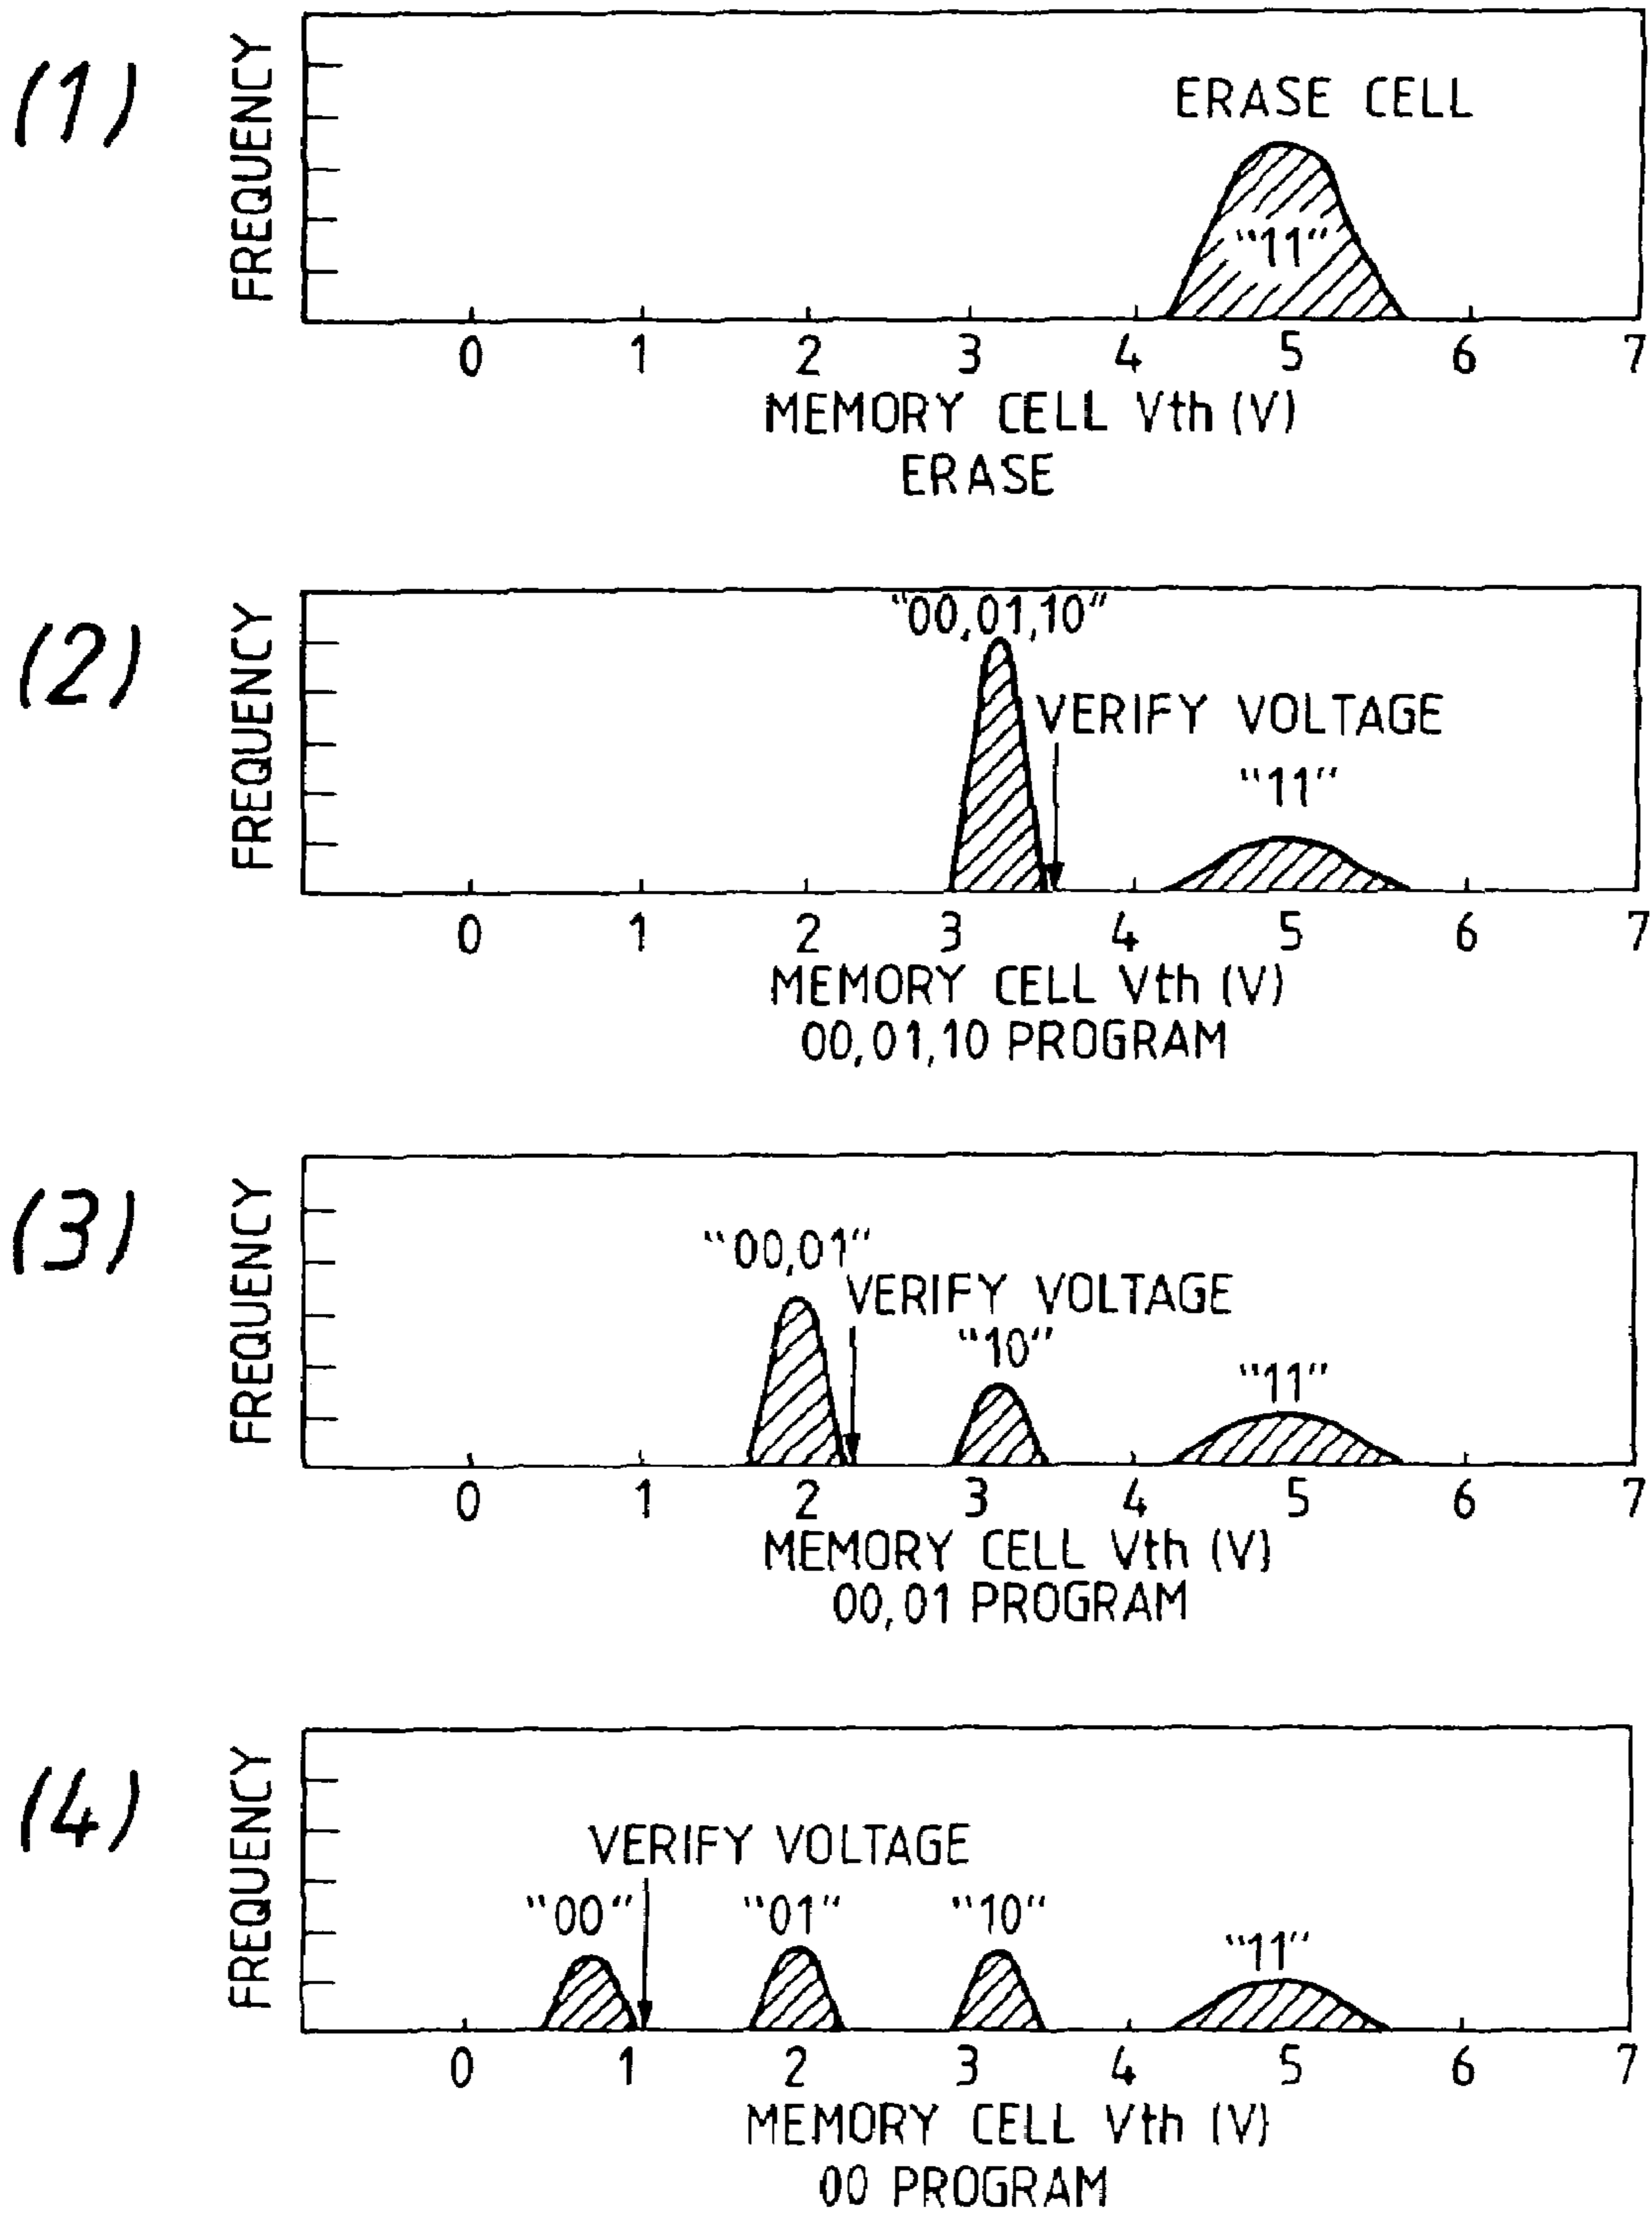 (1)
FREQUENCY
ERASE CELL
"11"
0 1 2 3 4 5 6 7
MEMORY CELL Vth (V)
ERASE
(2)
FREQUENCY
"00,01,10"
VERIFY VOLTAGE
"11"
0 1 2 3 4 5 6 7
MEMORY CELL Vth (V)
00,01,10 PROGRAM
(3)
FREQUENCY
"00,01"
VERIFY VOLTAGE
"10"
"11"
0 1 2 3 4 5 6 7
MEMORY CELL Vth (V)
00,01 PROGRAM
(4)
FREQUENCY
VERIFY VOLTAGE
"00" "01" "10" "11"
0 1 2 3 4 5 6 7
MEMORY CELL Vth (V)
00 PROGRAM